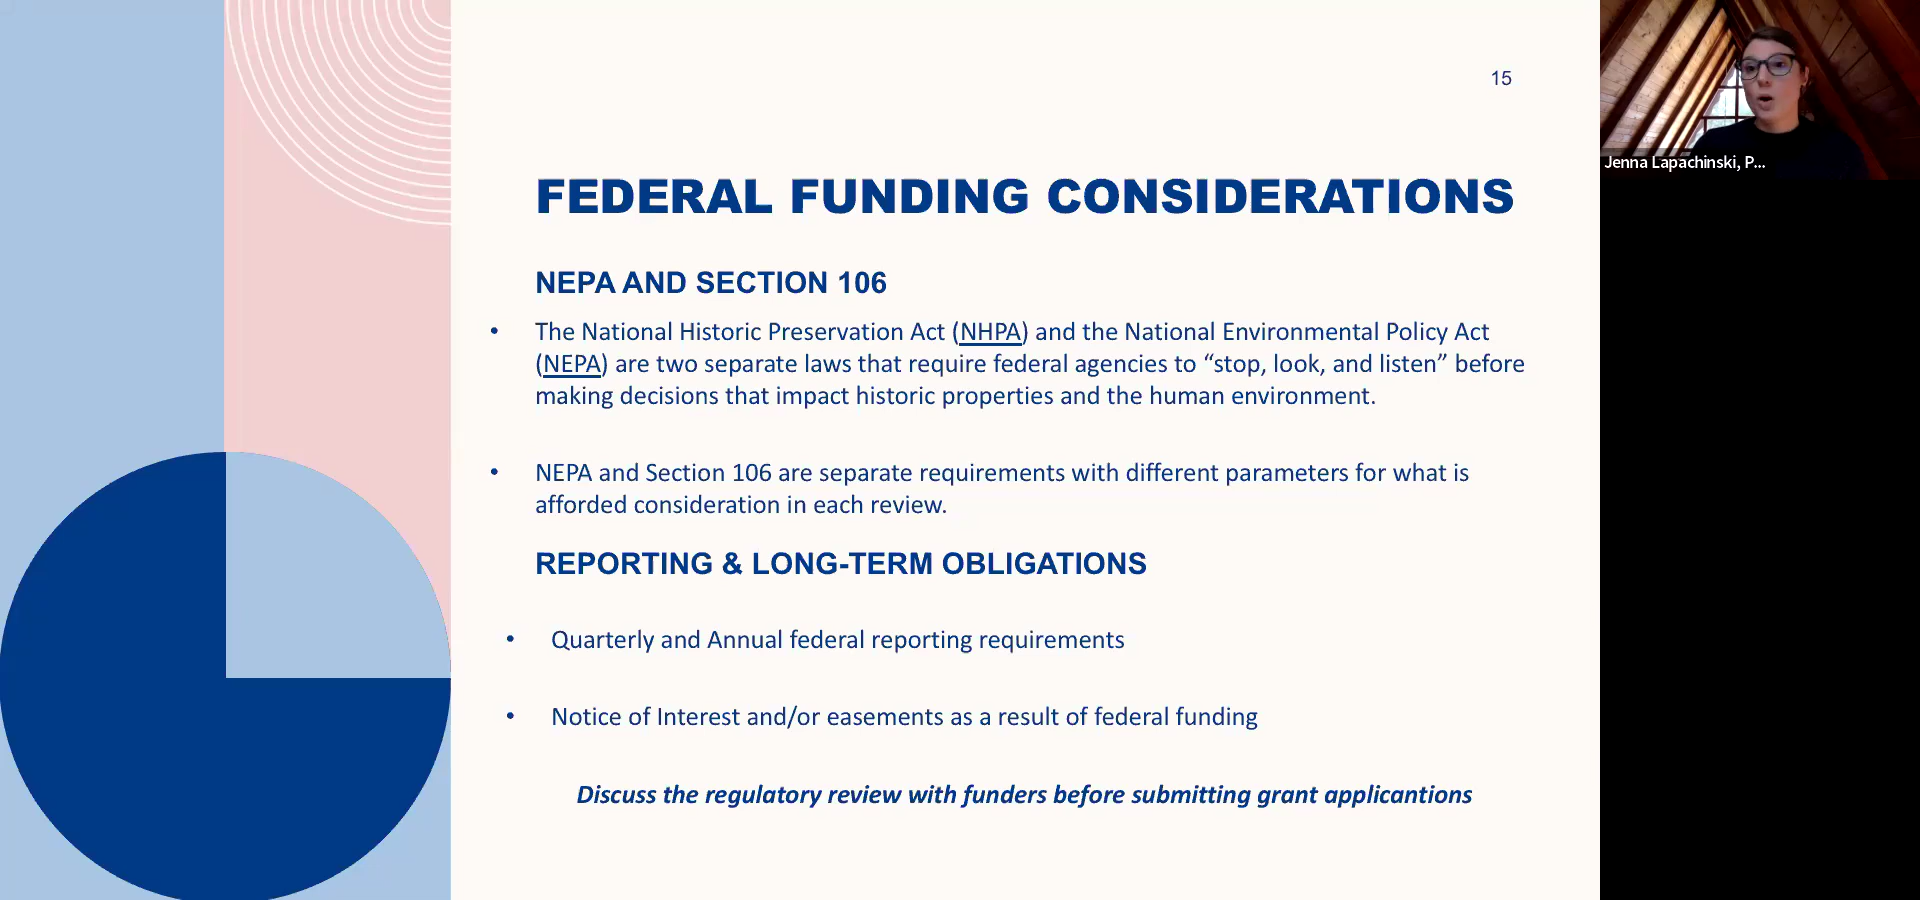 15
FEDERAL FUNDING CONSIDERATIONS
NEPA AND SECTION 106
• The National Historic Preservation Act (NHPA) and the National Environmental Policy Act
(NEPA) are two separate laws that require federal agencies to “stop, look, and listen” before
making decisions that impact historic properties and the human environment.
• NEPA and Section 106 are separate requirements with different parameters for what is
afforded consideration in each review.
REPORTING & LONG-TERM OBLIGATIONS
• Quarterly and Annual federal reporting requirements
• Notice of Interest and/or easements as a result of federal funding
Discuss the regulatory review with funders before submitting grant applicantions
Jenna Lapachinski, P...